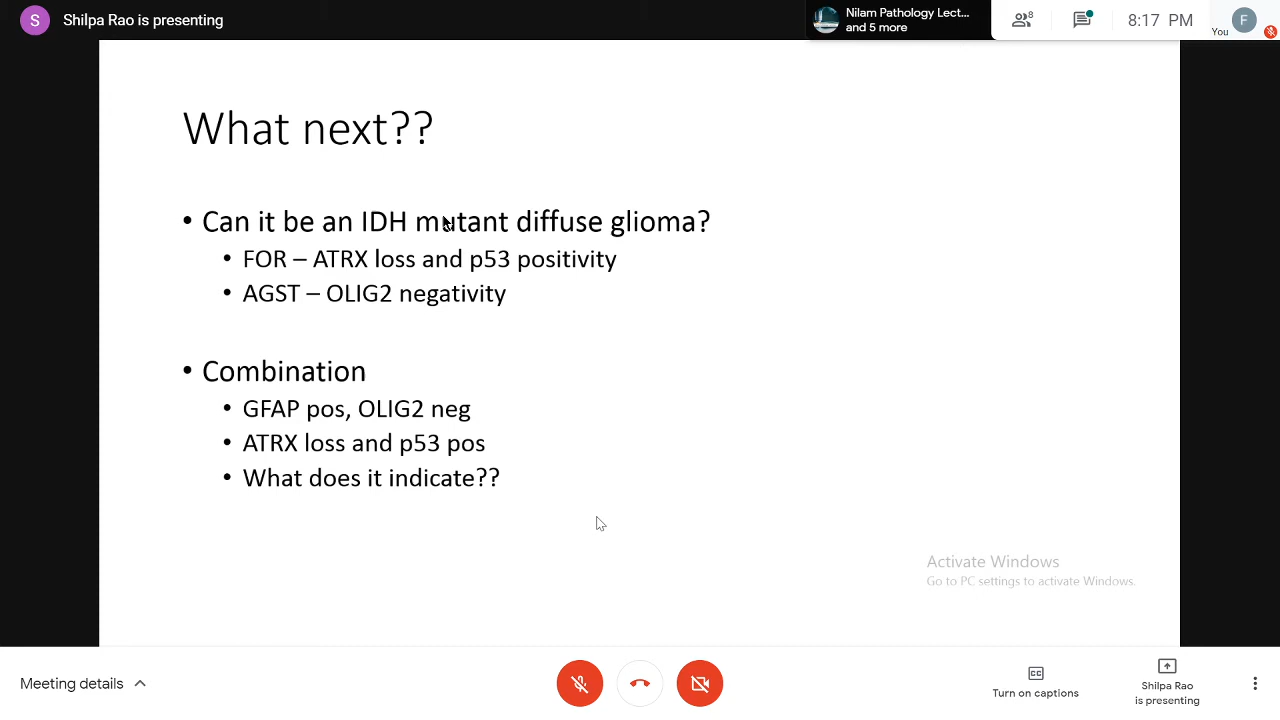 S
Shilpa Rao is presenting
Nilam Pathology Lect...
and 5 more
8
8:17 PM
You
F
What next??
• Can it be an IDH mutant diffuse glioma?
• FOR – ATRX loss and p53 positivity
• AGST – OLIG2 negativity
• Combination
• GFAP pos, OLIG2 neg
• ATRX loss and p53 pos
• What does it indicate??
Activate Windows
Go to PC settings to activate Windows.
Meeting details
CC
Turn on captions
Shilpa Rao
is presenting